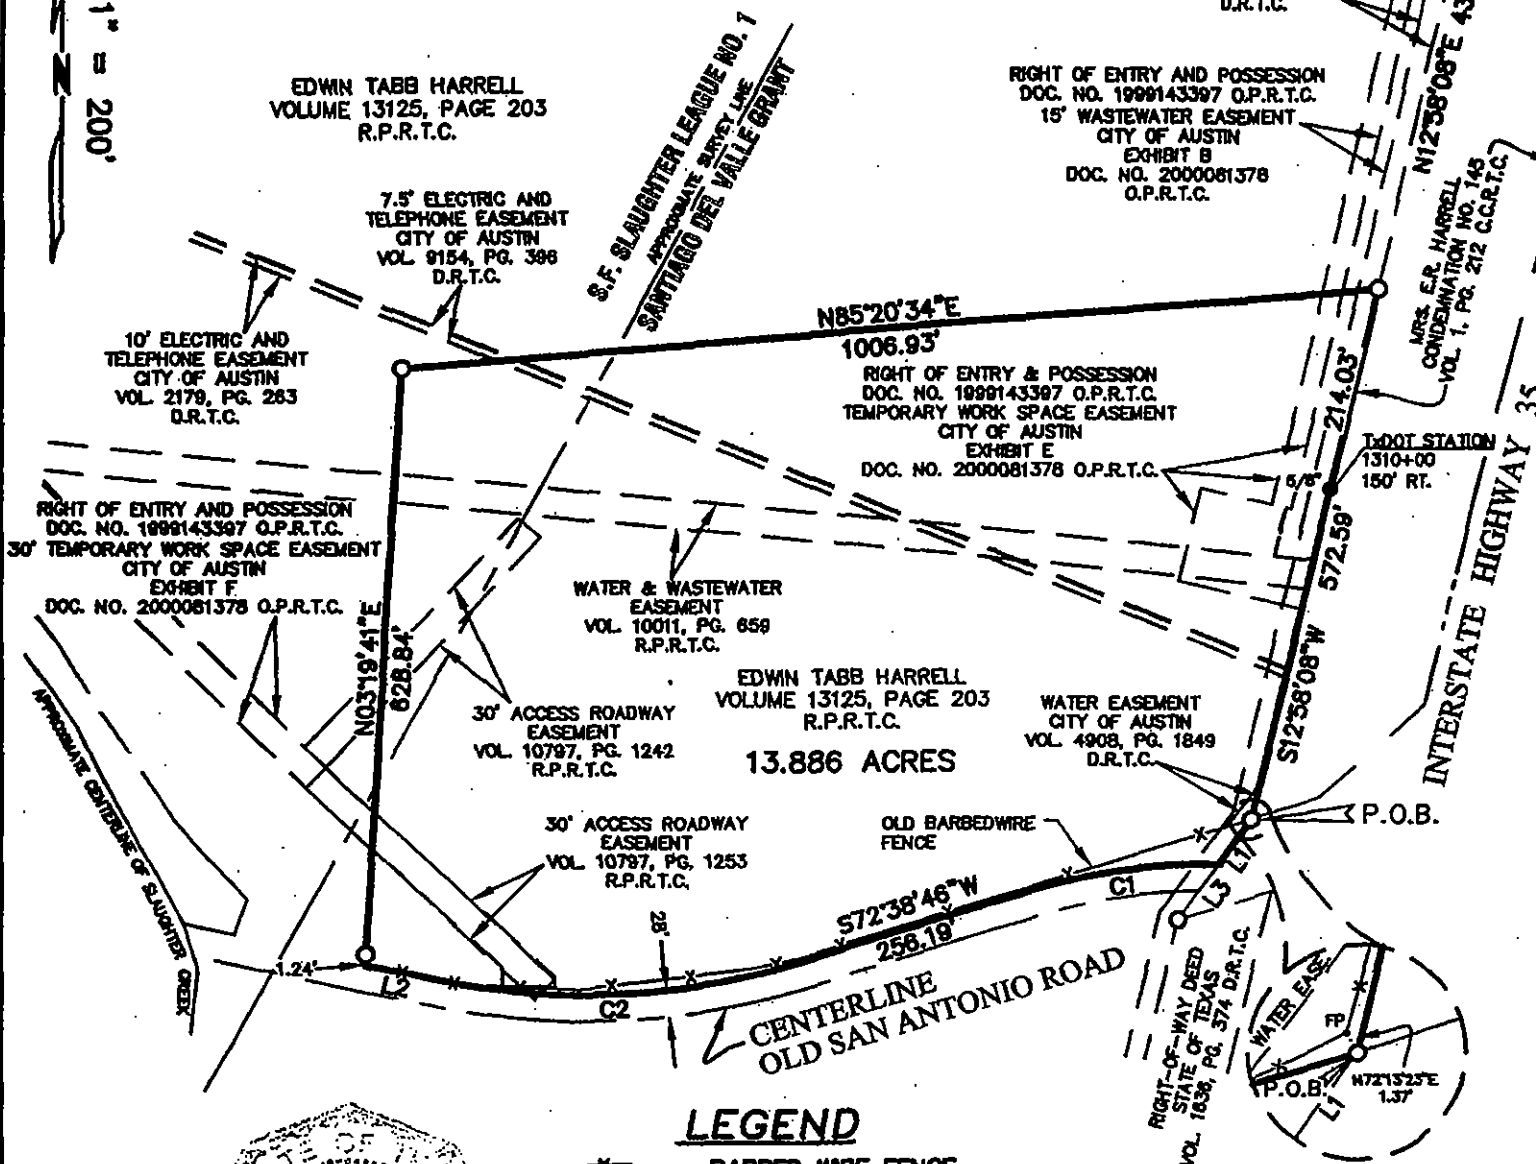 1" = 200'
N
D.R.T.C.
EDWIN TABB HARRELL
VOLUME 13125, PAGE 203
R.P.R.T.C.
S.F. SLAUGHTER LEAGUE NO. 1
APPROXIMATE SURVEY LINE
SANTIAGO DEL VALLE GRANT
RIGHT OF ENTRY AND POSSESSION
DOC. NO. 1999143397 O.P.R.T.C.
15' WASTEWATER EASEMENT
CITY OF AUSTIN
EXHIBIT B
DOC. NO. 2000081378
O.P.R.T.C.
N12°58'08"E
MRS. E.R. HARRELL
CONDEMNATION NO. 145
VOL. 1, PG. 212 C.C.R.T.C.
7.5' ELECTRIC AND
TELEPHONE EASEMENT
CITY OF AUSTIN
VOL. 9154, PG. 396
D.R.T.C.
10' ELECTRIC AND
TELEPHONE EASEMENT
CITY OF AUSTIN
VOL. 2179, PG. 263
D.R.T.C.
N85°20'34"E
1006.93'
RIGHT OF ENTRY & POSSESSION
DOC. NO. 1999143397 O.P.R.T.C.
TEMPORARY WORK SPACE EASEMENT
CITY OF AUSTIN
EXHIBIT E
DOC. NO. 2000081378 O.P.R.T.C.
214.03'
5/8"
TxDOT STATION
1310+00
150' RT.
INTERSTATE HIGHWAY 35
572.59'
S12°58'08"W
RIGHT OF ENTRY AND POSSESSION
DOC. NO. 1999143397 O.P.R.T.C.
30' TEMPORARY WORK SPACE EASEMENT
CITY OF AUSTIN
EXHIBIT F
DOC. NO. 2000081378 O.P.R.T.C.
N03°19'41"E
628.84'
WATER & WASTEWATER
EASEMENT
VOL. 10011, PG. 659
R.P.R.T.C.
EDWIN TABB HARRELL
VOLUME 13125, PAGE 203
R.P.R.T.C.
13.886 ACRES
30' ACCESS ROADWAY
EASEMENT
VOL. 10797, PG. 1242
R.P.R.T.C.
WATER EASEMENT
CITY OF AUSTIN
VOL. 4908, PG. 1849
D.R.T.C.
P.O.B.
30' ACCESS ROADWAY
EASEMENT
VOL. 10797, PG. 1253
R.P.R.T.C.
OLD BARBEDWIRE
FENCE
APPROXIMATE CENTERLINE OF SLAUGHTER CREEK
1.24'
L2
C2
28'
S72°38'46"W
256.19'
C1
L1
L3
CENTERLINE
OLD SAN ANTONIO ROAD
RIGHT-OF-WAY DEED
STATE OF TEXAS
VOL. 1636, PG. 374 D.R.T.C.
WATER EASE.
FP
P.O.B.
L1
N72°13'23"E
1.37'
LEGEND
BARBED WIRE FENCE
OF